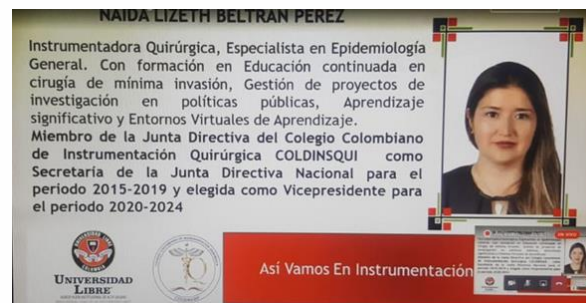 NAIDA LIZETH BELTRAN PEREZ
Instrumentadora Quirúrgica, Especialista en Epidemiología
General. Con formación en Educación continuada en
cirugía de mínima invasión, Gestión de proyectos de
investigación en políticas públicas, Aprendizaje
significativo y Entornos Virtuales de Aprendizaje.
Miembro de la Junta Directiva del Colegio Colombiano
de Instrumentación Quirúrgica COLDINSQUI como
Secretaria de la Junta Directiva Nacional para el
periodo 2015-2019 y elegida como Vicepresidente para
el periodo 2020-2024
UNIVERSIDAD
LIBRE
Así Vamos En Instrumentación